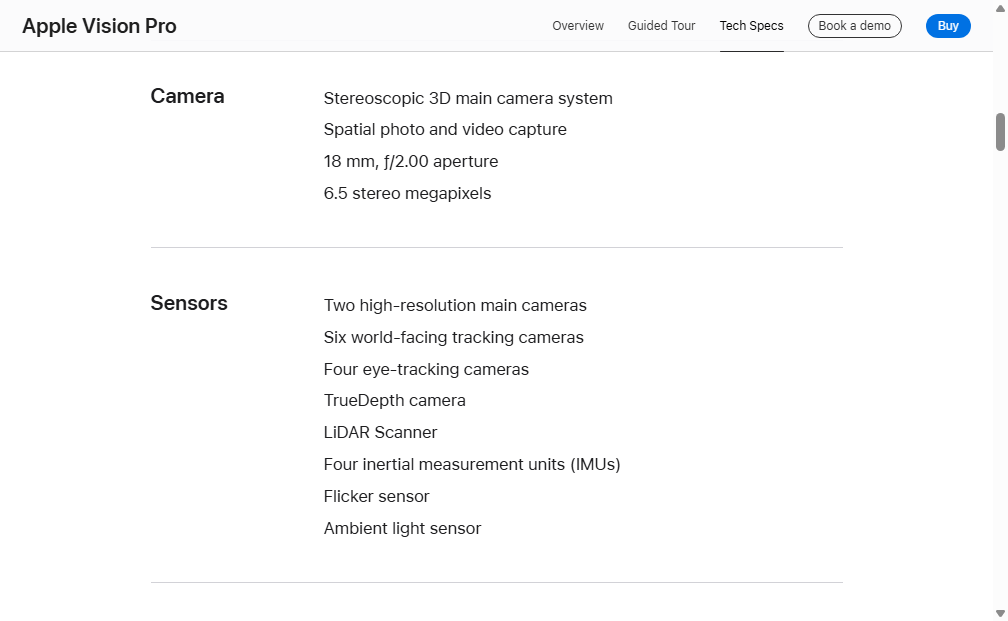 Apple Vision Pro
Overview
Guided Tour
Tech Specs
Book a demo
Buy
Camera
Stereoscopic 3D main camera system
Spatial photo and video capture
18 mm, ƒ/2.00 aperture
6.5 stereo megapixels
Sensors
Two high-resolution main cameras
Six world-facing tracking cameras
Four eye-tracking cameras
TrueDepth camera
LiDAR Scanner
Four inertial measurement units (IMUs)
Flicker sensor
Ambient light sensor